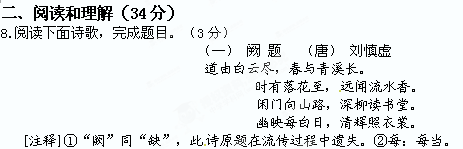 二、阅读和理解（34分）
8.阅读下面诗歌，完成题目。（3分）
（一） 阙 题 （唐） 刘慎虚
道由白云尽，春与青溪长。
时有落花至，远闻流水香。
闲门向山路，深柳读书堂。
幽映每白日，清辉照衣裳。
[注释]①“阙”同“缺”，此诗原题在流传过程中遗失。②每：每当。